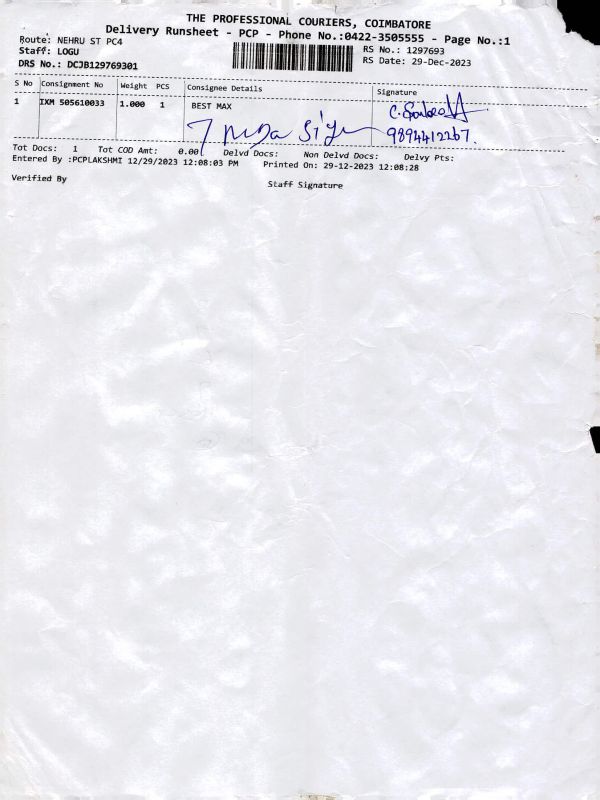 THE PROFESSIONAL COURIERS, COIMBATORE
Delivery Runsheet - PCP - Phone No.:0422-3505555 - Page No.:1
Route: NEHRU ST PC4
RS No.: 1297693
Staff: LOGU
RS Date: 29-Dec-2023
DRS No.: DCJB129769301
S No Consignment No Weight PCS Consignee Details Signature
1 IXM 505610033 1.000 1 BEST MAX
9894412267.
Tot Docs: 1 Tot COD Amt: 0.00 Delvd Docs: Non Delvd Docs: Delvy Pts:
Entered By :PCPLAKSHMI 12/29/2023 12:08:03 PM Printed On: 29-12-2023 12:08:28
Verified By
Staff Signature